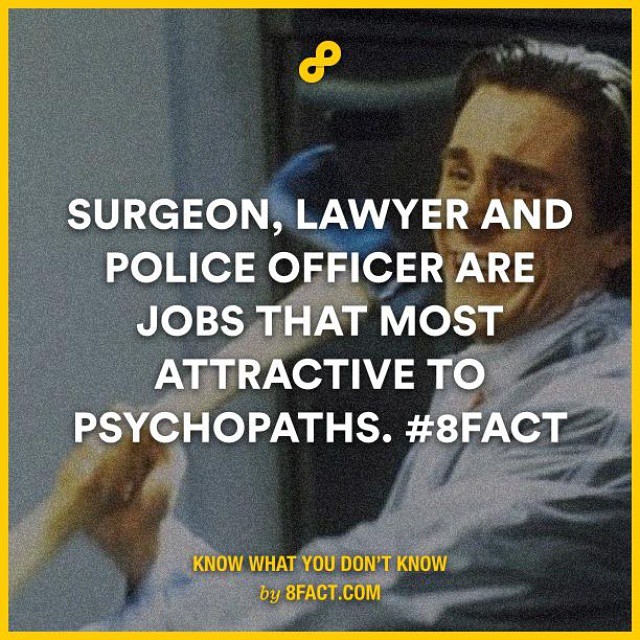 SURGEON, LAWYER AND
POLICE OFFICER ARE
JOBS THAT MOST
ATTRACTIVE TO
PSYCHOPATHS. #8FACT
KNOW WHAT YOU DON'T KNOW
by 8FACT.COM